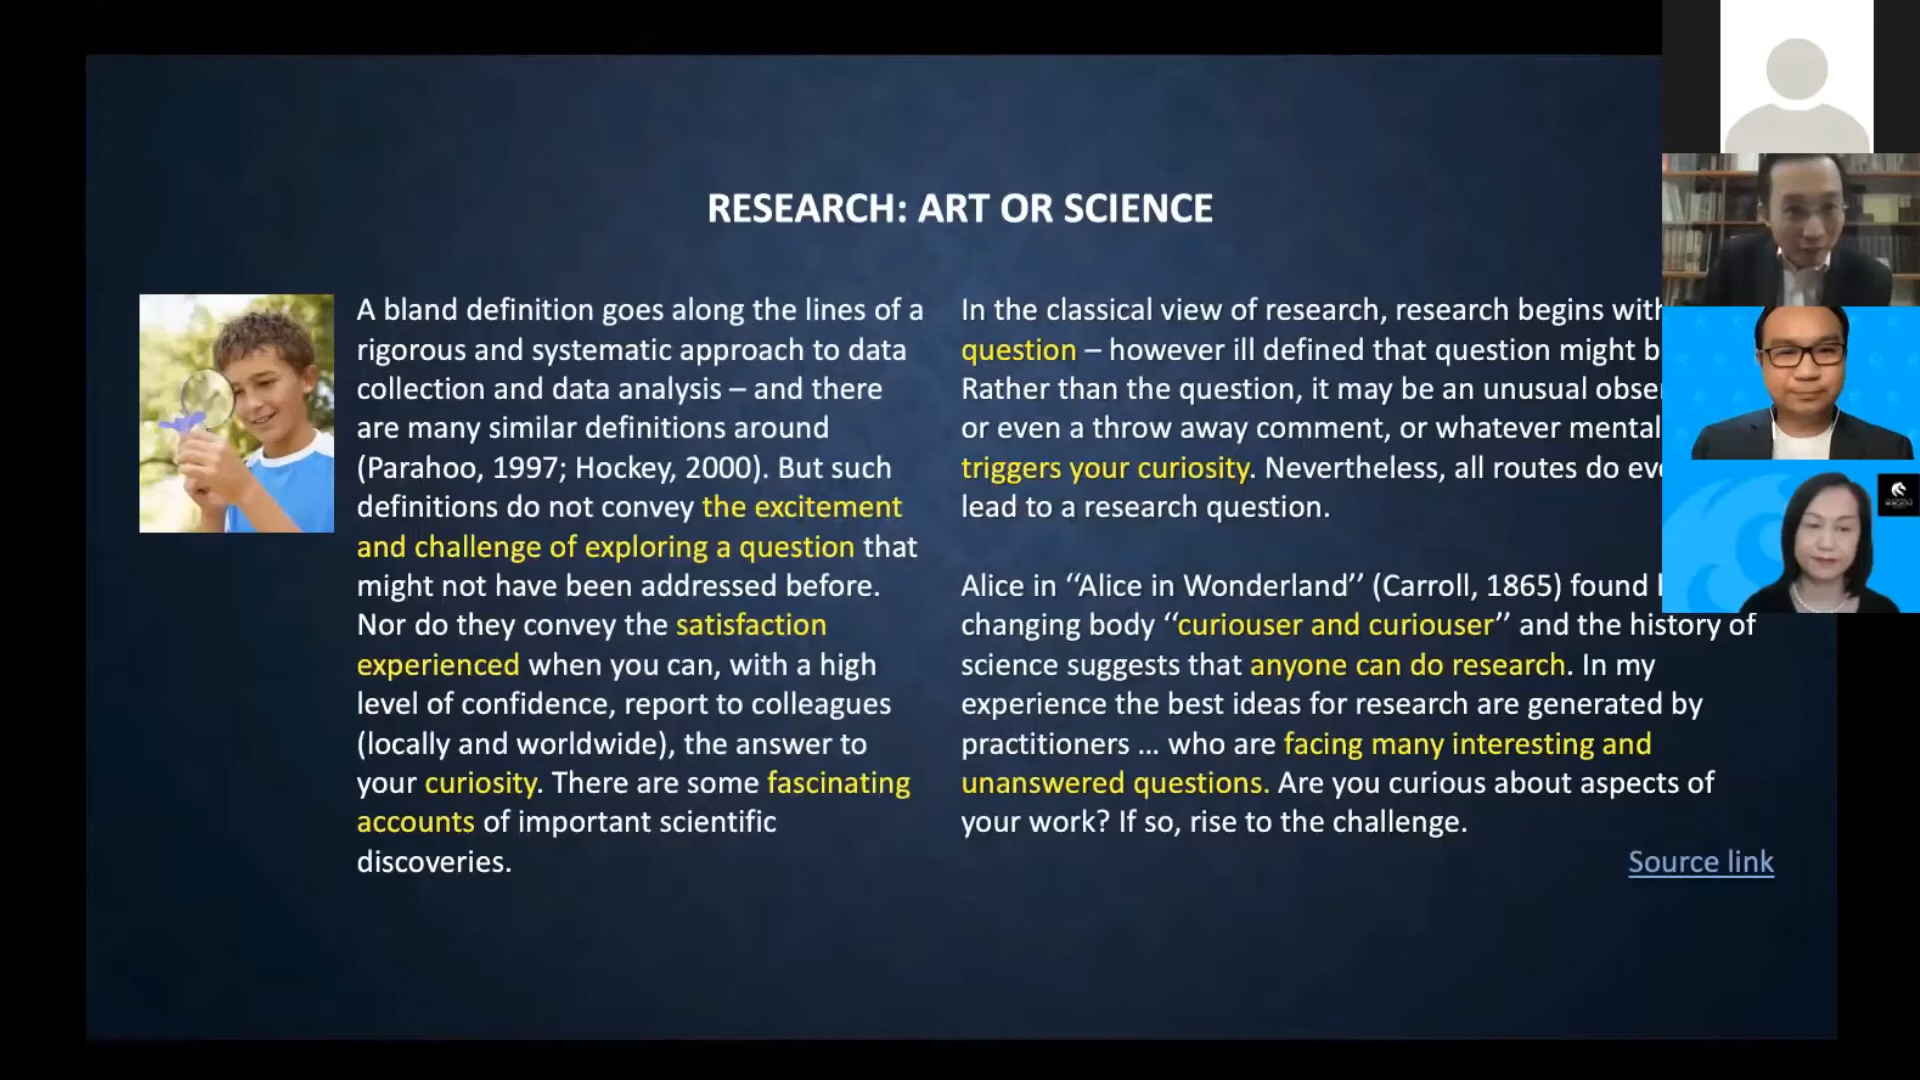 RESEARCH: ART OR SCIENCE
A bland definition goes along the lines of a
rigorous and systematic approach to data
collection and data analysis – and there
are many similar definitions around
(Parahoo, 1997; Hockey, 2000). But such
definitions do not convey the excitement
and challenge of exploring a question that
might not have been addressed before.
Nor do they convey the satisfaction
experienced when you can, with a high
level of confidence, report to colleagues
(locally and worldwide), the answer to
your curiosity. There are some fascinating
accounts of important scientific
discoveries.
In the classical view of research, research begins with
question – however ill defined that question might
Rather than the question, it may be an unusual
or even a throw away comment, or whatever mental
triggers your curiosity. Nevertheless, all routes do
lead to a research question.
Alice in ‘‘Alice in Wonderland’’ (Carroll, 1865) found
changing body ‘‘curiouser and curiouser’’ and the history of
science suggests that anyone can do research. In my
experience the best ideas for research are generated by
practitioners ... who are facing many interesting and
unanswered questions. Are you curious about aspects of
your work? If so, rise to the challenge.
Source link